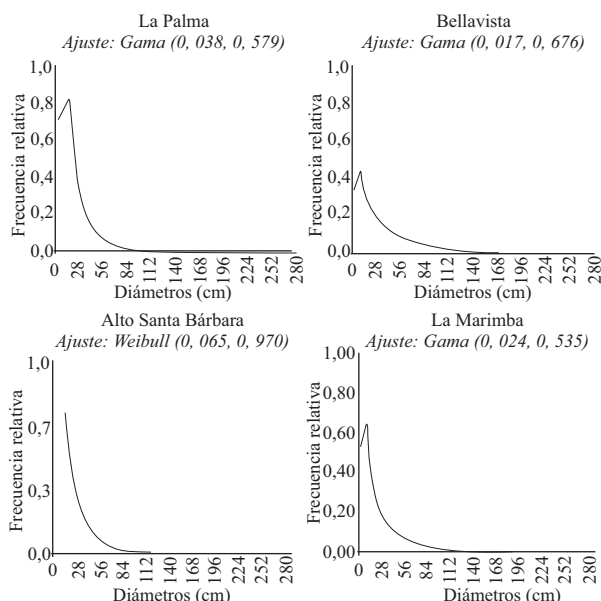 La Palma
Ajuste: Gama (0, 038, 0, 579)
Frecuencia relativa
1,0
0,8
0,6
0,4
0,2
0,0
0 28 56 84 112 140 168 196 224 252 280
Diámetros (cm)
Bellavista
Ajuste: Gama (0, 017, 0, 676)
Frecuencia relativa
1,0
0,8
0,6
0,4
0,2
0,0
0 28 56 84 112 140 168 196 224 252 280
Diámetros (cm)
Alto Santa Bárbara
Ajuste: Weibull (0, 065, 0, 970)
Frecuencia relativa
1,0
0,7
0,3
0,0
0 28 56 84 112 140 168 196 224 252 280
Diámetros (cm)
La Marimba
Ajuste: Gama (0, 024, 0, 535)
Frecuencia relativa
1,00
0,80
0,60
0,40
0,20
0,00
0 28 56 84 112 140 168 196 224 252 280
Diámetros (cm)